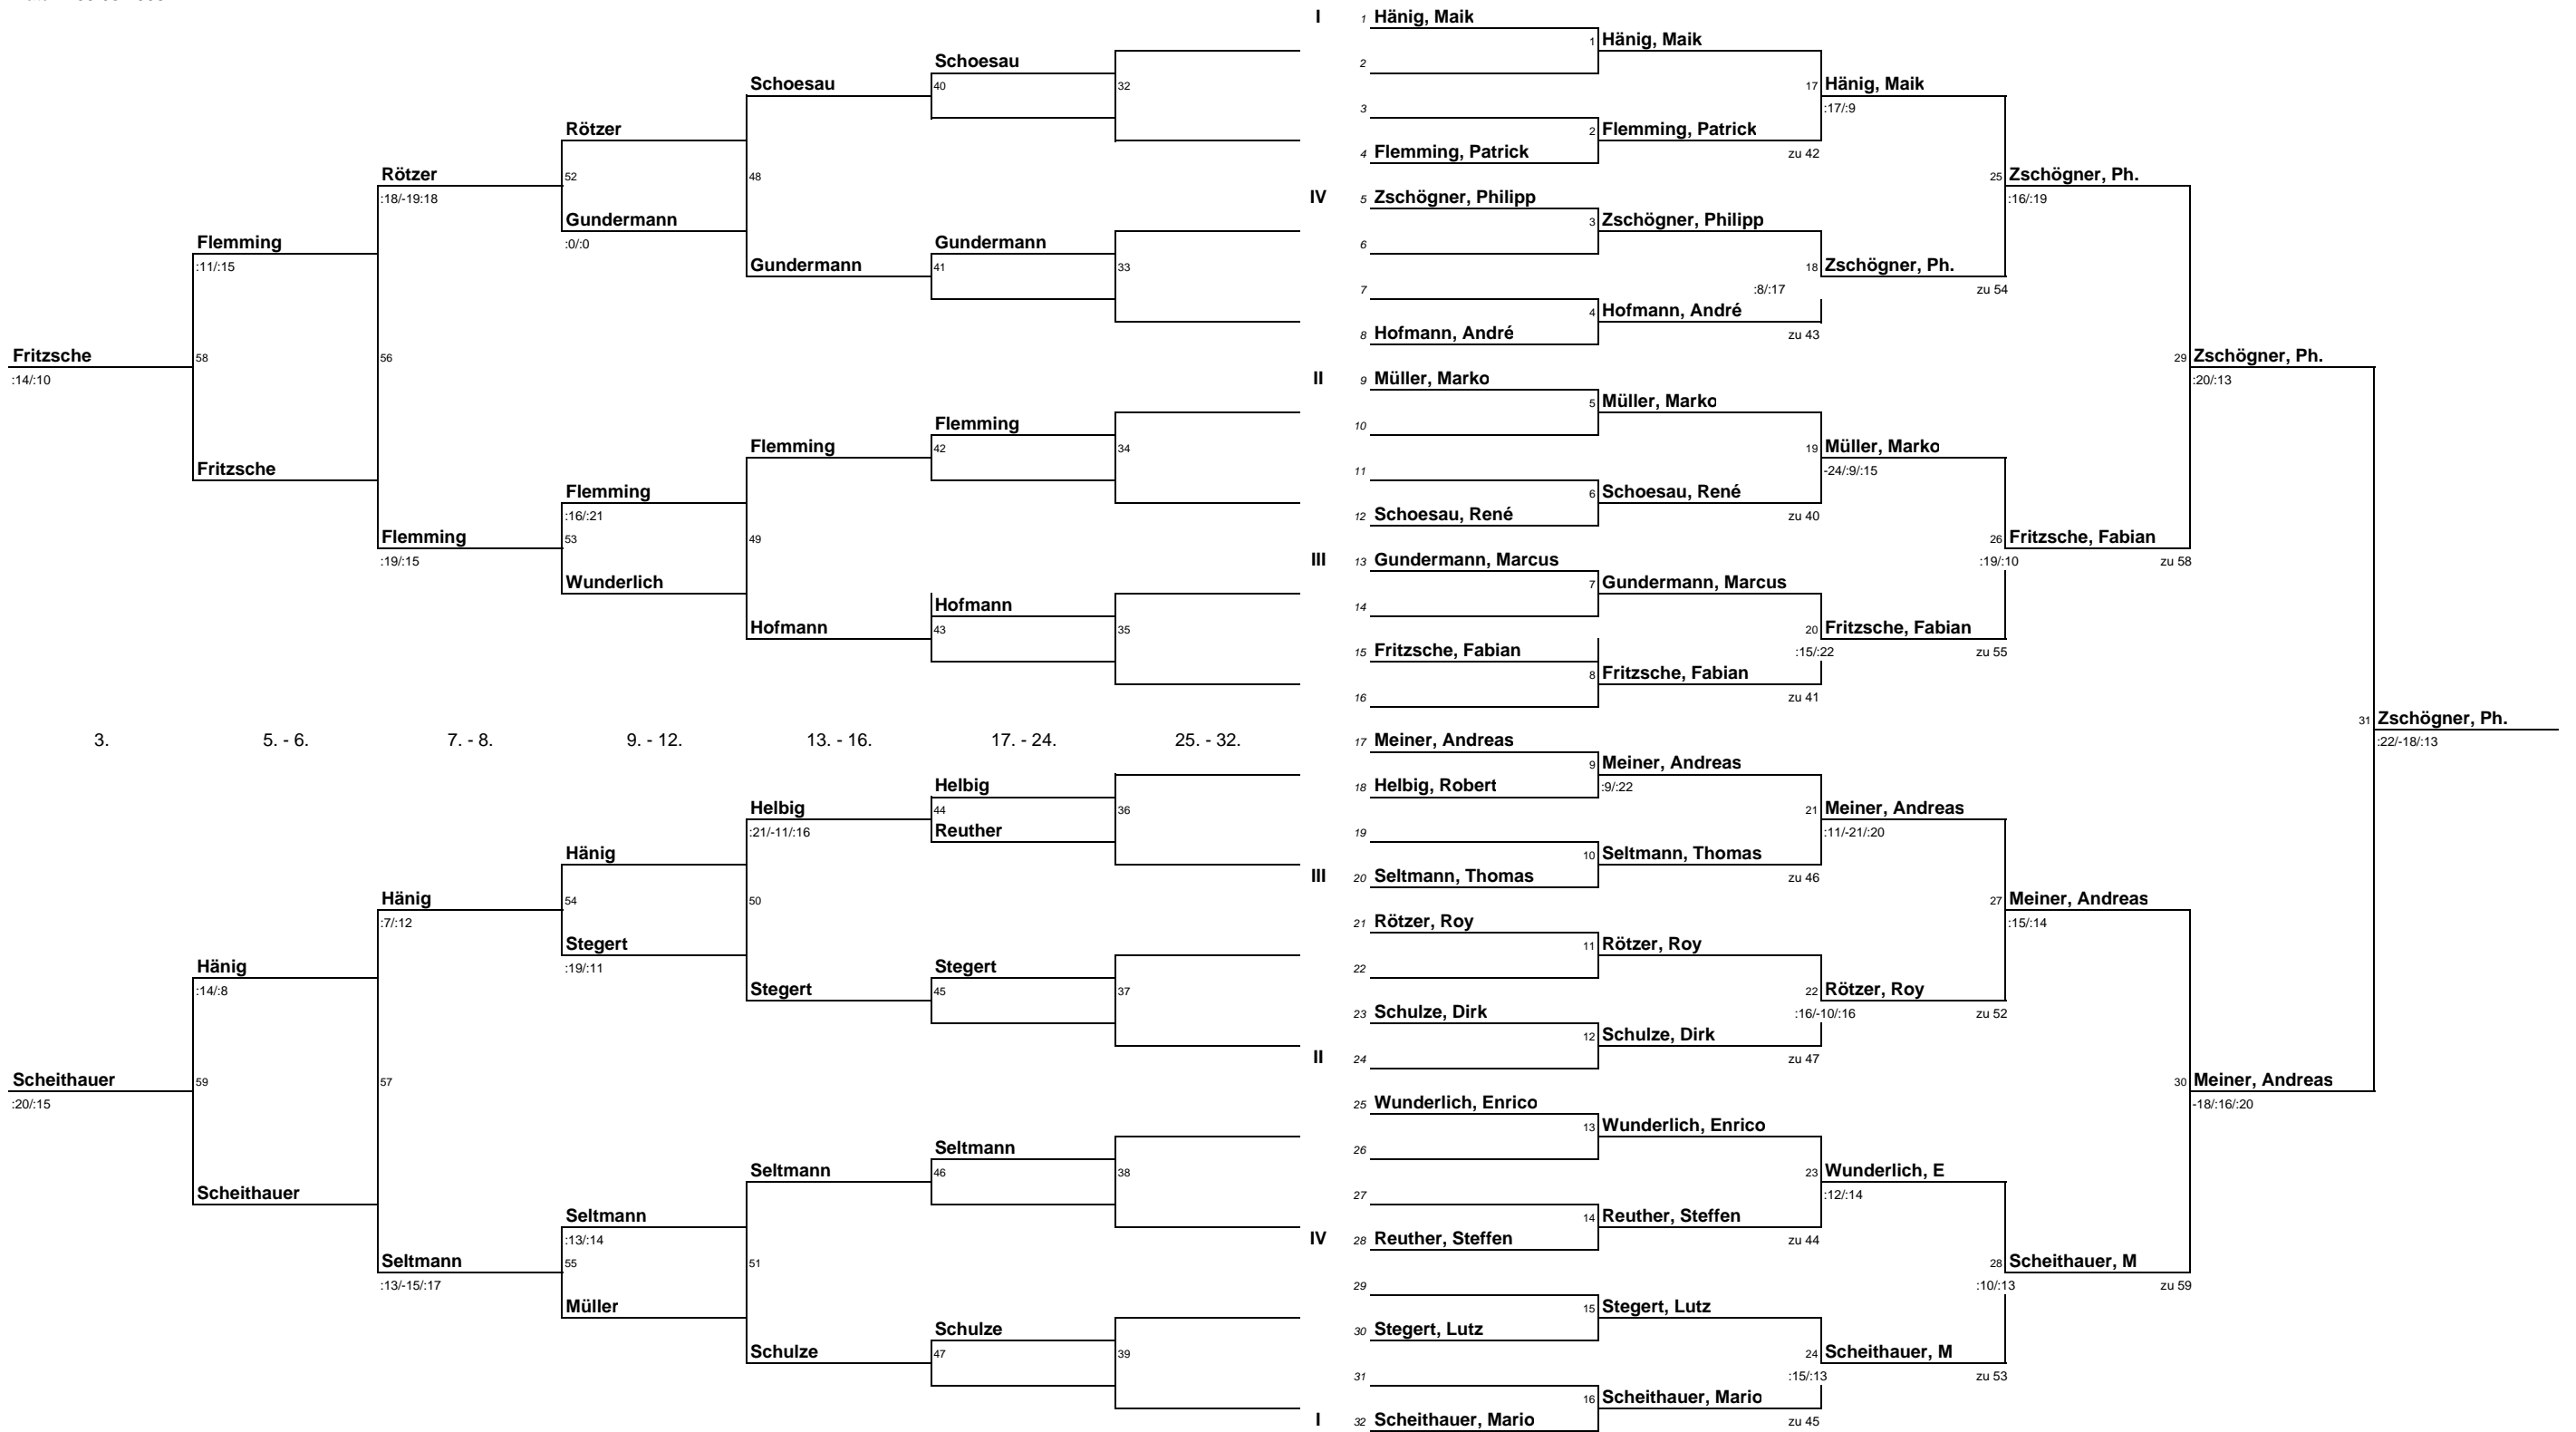 I 1 Hänig, Maik
1 Hänig, Maik
Schoesau 2
Schoesau 40 32 17 Hänig, Maik
3 :17/:9
Rötzer 2 Flemming, Patrick
4 Flemming, Patrick zu 42
Rötzer 52 48 25 Zschögner, Ph.
:18/-19:18 IV 5 Zschögner, Philipp :16/:19
Gundermann 3 Zschögner, Philipp
Flemming :0/:0 Gundermann 6
:11/:15 Gundermann 41 33 18 Zschögner, Ph.
7 :8/:17 zu 54
4 Hofmann, André
8 Hofmann, André zu 43
Fritzsche 58 56 29 Zschögner, Ph.
:14/:10 II 9 Müller, Marko :20/:13
5 Müller, Marko
Flemming 10
Flemming 42 34 19 Müller, Marko
Fritzsche 11 -24/:9/:15
Flemming 6 Schoesau, René
:16/:21 12 Schoesau, René zu 40
Flemming 53 49 26 Fritzsche, Fabian
:19/:15 III 13 Gundermann, Marcus :19/:10 zu 58
Wunderlich 7 Gundermann, Marcus
Hofmann 14
Hofmann 43 35 20 Fritzsche, Fabian
15 Fritzsche, Fabian :15/:22 zu 55
8 Fritzsche, Fabian
16 zu 41
31 Zschögner, Ph.
3. 5. - 6. 7. - 8. 9. - 12. 13. - 16. 17. - 24. 25. - 32. 17 Meiner, Andreas :22/-18/:13
9 Meiner, Andreas
Helbig 18 Helbig, Robert :9/:22
Helbig 44 36 21 Meiner, Andreas
:21/-11/:16 Reuther 19 :11/-21/:20
Hänig 10 Seltmann, Thomas
III 20 Seltmann, Thomas zu 46
Hänig 54 50 27 Meiner, Andreas
:7/:12 21 Rötzer, Roy :15/:14
Stegert 11 Rötzer, Roy
Hänig :19/:11 Stegert 22
:14/:8 Stegert 45 37 22 Rötzer, Roy
23 Schulze, Dirk :16/-10/:16 zu 52
12 Schulze, Dirk
II 24 zu 47
Scheithauer 59 57 30 Meiner, Andreas
:20/:15 25 Wunderlich, Enrico -18/:16/:20
13 Wunderlich, Enrico
Seltmann 26
Seltmann 46 38 23 Wunderlich, E
Scheithauer 27 :12/:14
Seltmann 14 Reuther, Steffen
:13/:14 IV 28 Reuther, Steffen zu 44
Seltmann 55 51 28 Scheithauer, M
:13/-15/:17 29 :10/:13 zu 59
Müller 15 Stegert, Lutz
Schulze 30 Stegert, Lutz
Schulze 47 39 24 Scheithauer, M
31 :15/:13 zu 53
16 Scheithauer, Mario
I 32 Scheithauer, Mario zu 45